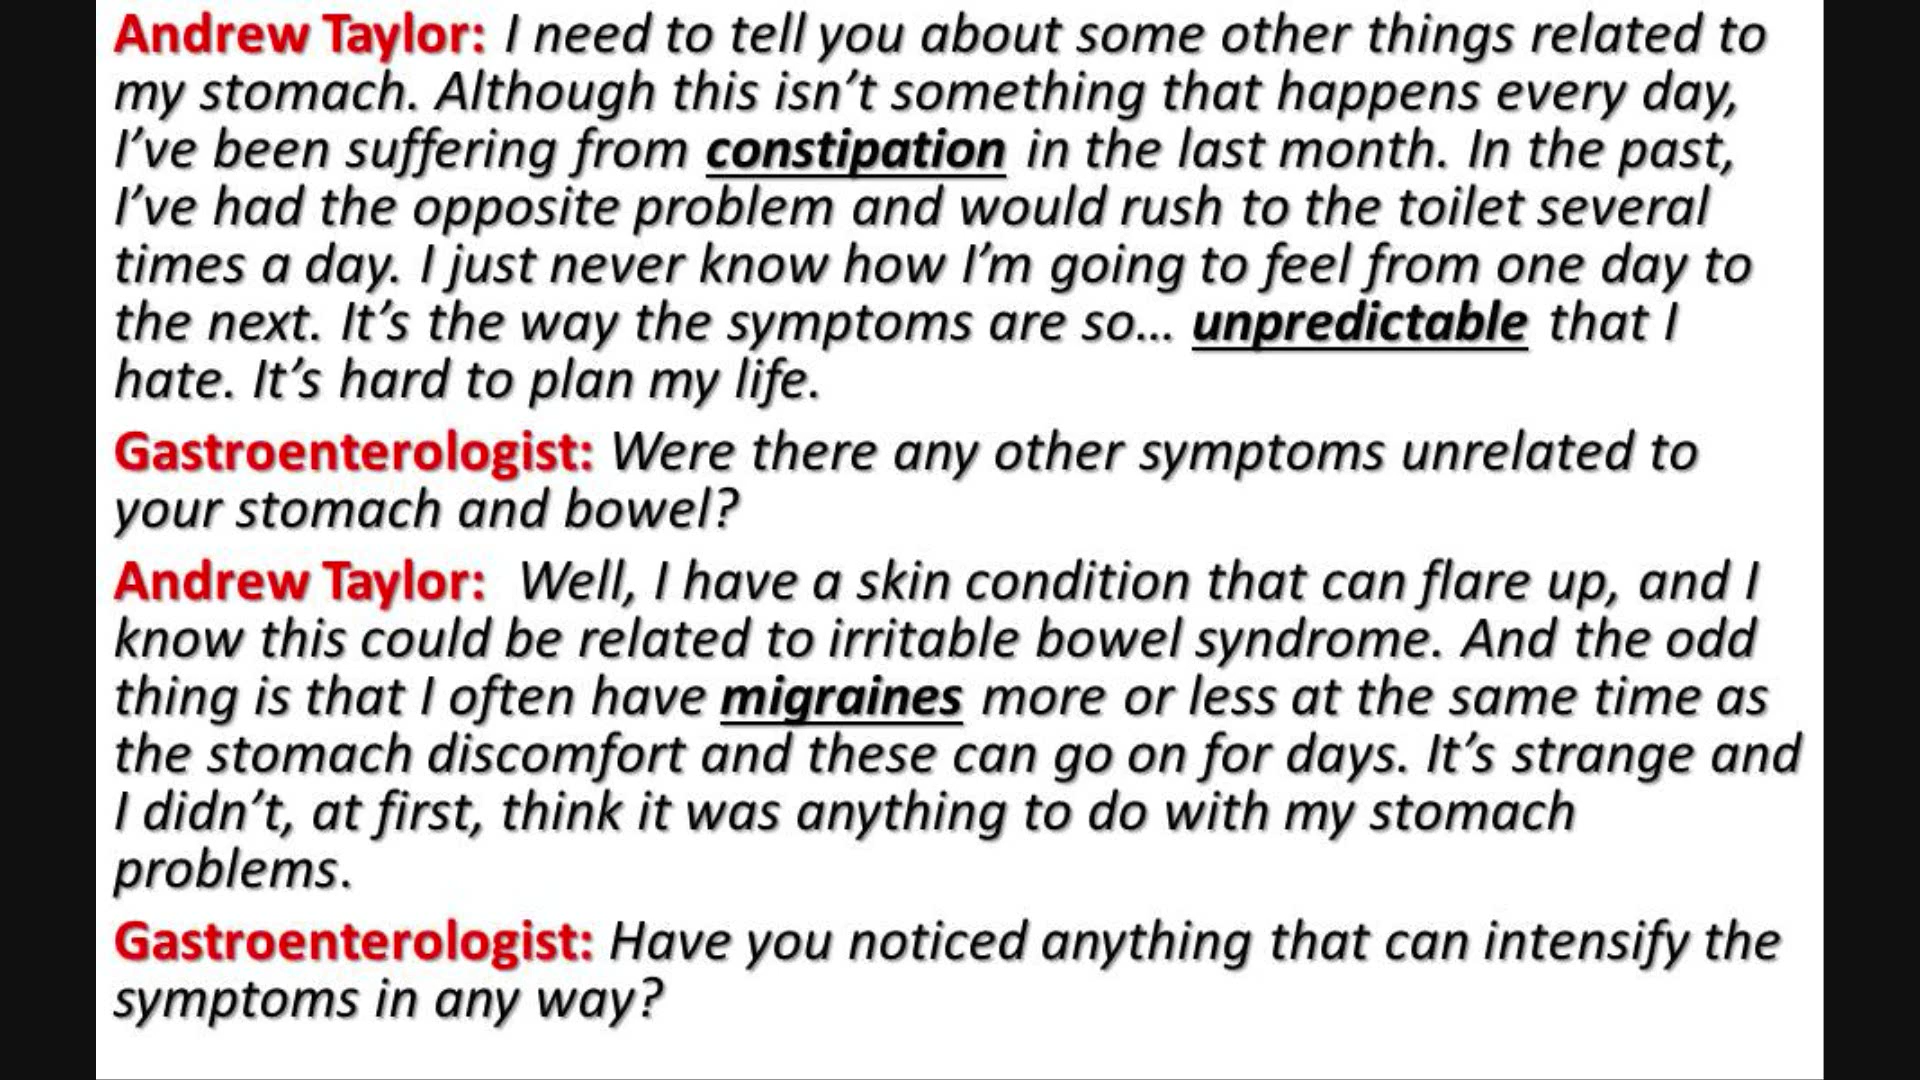 Andrew Taylor: I need to tell you about some other things related to
my stomach. Although this isn’t something that happens every day,
I’ve been suffering from constipation in the last month. In the past,
I’ve had the opposite problem and would rush to the toilet several
times a day. I just never know how I’m going to feel from one day to
the next. It’s the way the symptoms are so… unpredictable that I
hate. It’s hard to plan my life.
Gastroenterologist: Were there any other symptoms unrelated to
your stomach and bowel?
Andrew Taylor: Well, I have a skin condition that can flare up, and I
know this could be related to irritable bowel syndrome. And the odd
thing is that I often have migraines more or less at the same time as
the stomach discomfort and these can go on for days. It’s strange and
I didn’t, at first, think it was anything to do with my stomach
problems.
Gastroenterologist: Have you noticed anything that can intensify the
symptoms in any way?